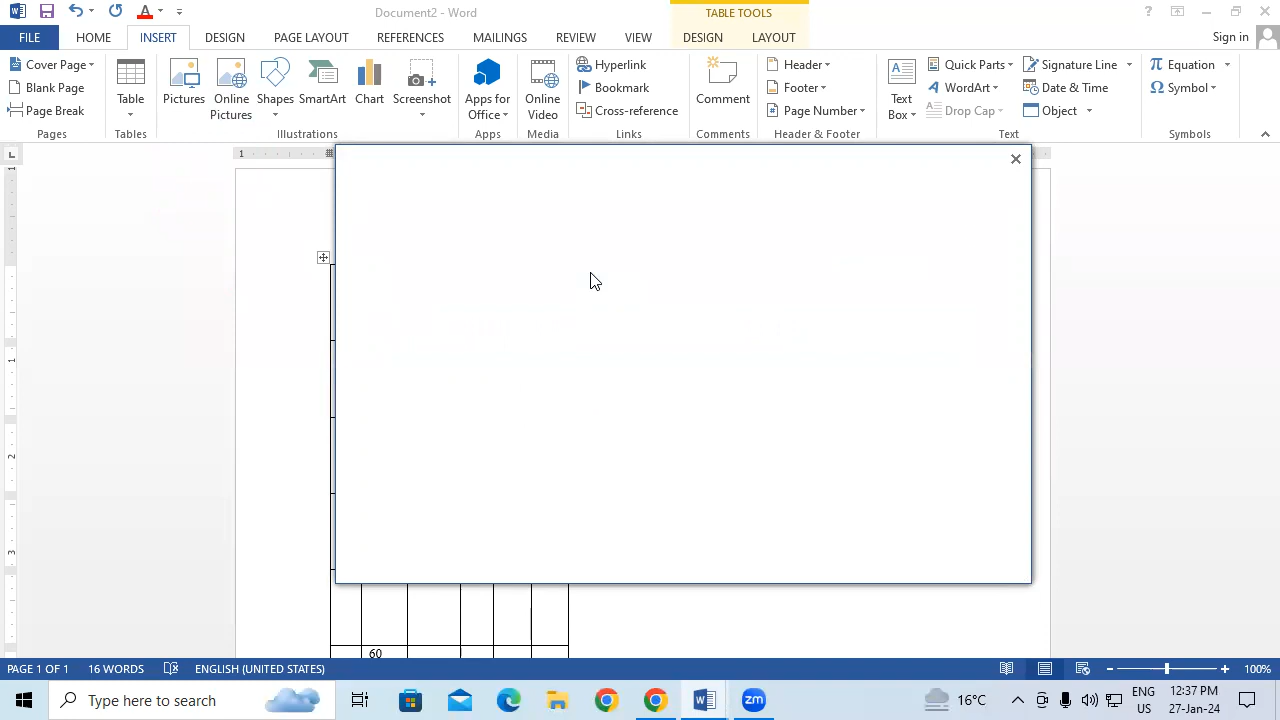 Document2 - Word
TABLE TOOLS
?
FILE
HOME
INSERT
DESIGN
PAGE LAYOUT
REFERENCES
MAILINGS
REVIEW
VIEW
DESIGN
LAYOUT
Sign in
Cover Page
Blank Page
Page Break
Pages
Table
Tables
Pictures
Online Pictures
Shapes
SmartArt
Chart
Screenshot
Illustrations
Apps for Office
Apps
Online Video
Media
Hyperlink
Bookmark
Cross-reference
Links
Comment
Comments
Header
Footer
Page Number
Header & Footer
Text Box
Quick Parts
WordArt
Drop Cap
Signature Line
Date & Time
Object
Text
Equation
Symbol
Symbols
1
1
1
2
3
60
PAGE 1 OF 1
16 WORDS
ENGLISH (UNITED STATES)
100%
Type here to search
16°C
ENG
US
12:37 PM
27-Jan-24